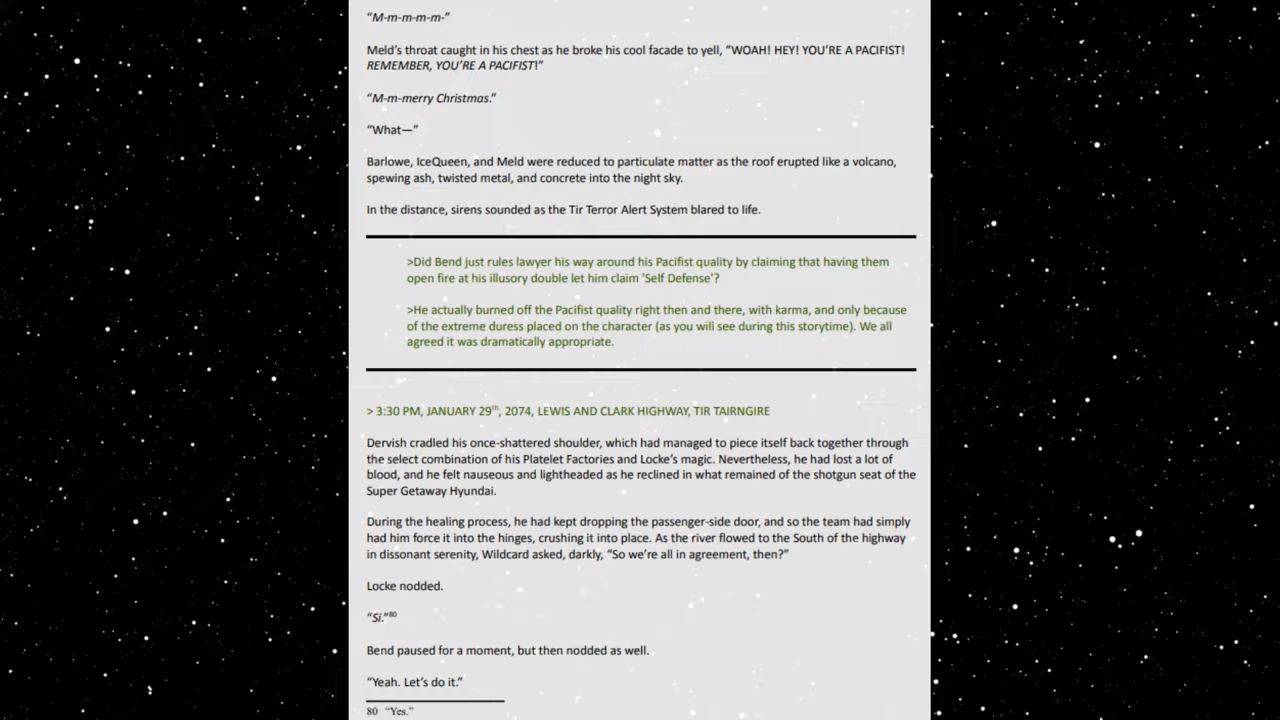 “M-m-m-m-m-”
Meld’s throat caught in his chest as he broke his cool facade to yell, “WOAH! HEY! YOU’RE A PACIFIST!
REMEMBER, YOU’RE A PACIFIST!”
“M-m-merry Christmas.”
“What—”
Barlowe, IceQueen, and Meld were reduced to particulate matter as the roof erupted like a volcano,
spewing ash, twisted metal, and concrete into the night sky.
In the distance, sirens sounded as the Tir Terror Alert System blared to life.
>Did Bend just rules lawyer his way around his Pacifist quality by claiming that having them
open fire at his illusory double let him claim 'Self Defense'?
>He actually burned off the Pacifist quality right then and there, with karma, and only because
of the extreme duress placed on the character (as you will see during this storytime). We all
agreed it was dramatically appropriate.
> 3:30 PM, JANUARY 29th, 2074, LEWIS AND CLARK HIGHWAY, TIR TAIRNGIRE
Dervish cradled his once-shattered shoulder, which had managed to piece itself back together through
the select combination of his Platelet Factories and Locke’s magic. Nevertheless, he had lost a lot of
blood, and he felt nauseous and lightheaded as he reclined in what remained of the shotgun seat of the
Super Getaway Hyundai.
During the healing process, he had kept dropping the passenger-side door, and so the team had simply
had him force it into the hinges, crushing it into place. As the river flowed to the South of the highway
in dissonant serenity, Wildcard asked, darkly, “So we’re all in agreement, then?”
Locke nodded.
“Si.”80
Bend paused for a moment, but then nodded as well.
“Yeah. Let’s do it.”
80 “Yes.”